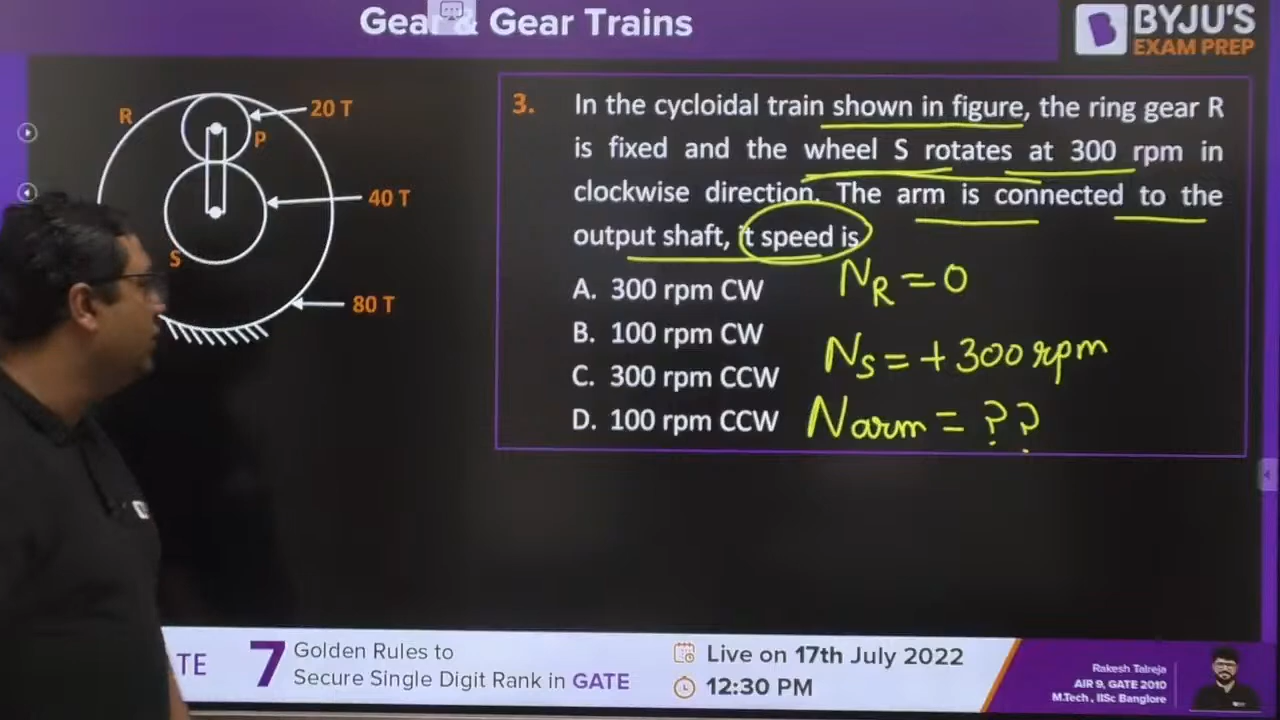 Gear & Gear Trains
BYJU'S
EXAM PREP
R
20 T
P
40 T
S
80 T
3. In the cycloidal train shown in figure, the ring gear R
is fixed and the wheel S rotates at 300 rpm in
clockwise direction. The arm is connected to the
output shaft, it speed is
A. 300 rpm CW
B. 100 rpm CW
C. 300 rpm CCW
D. 100 rpm CCW
NR = 0
NS = + 300 rpm
Narm = ??
TE
7 Golden Rules to
Secure Single Digit Rank in GATE
Live on 17th July 2022
12:30 PM
Rakesh Talreja
AIR 9, GATE 2010
M.Tech, IISc Banglore